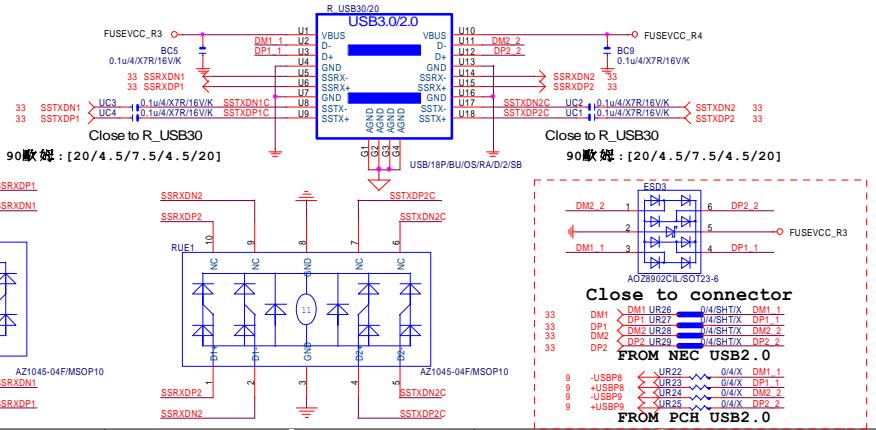 R_USB30/20
USB3.0/2.0
FUSEVCC_R3
BC5
0.1u/4/X7R/16V/K
DM1_1
DP1_1
U1 VBUS
U2 D-
U3 D+
U4 GND
U5 SSRX-
U6 SSRX+
U7 GND
U8 SSTX-
U9 SSTX+
U10 VBUS
U11 D-
U12 D+
U13 GND
U14 SSRX-
U15 SSRX+
U16 GND
U17 SSTX-
U18 SSTX+
AGND AGND AGND AGND
G1 G2 G3 G4
USB/18P/BU/OS/RA/D/2/SB
FUSEVCC_R4
BC9
0.1u/4/X7R/16V/K
DM2_2
DP2_2
33 SSRXDN1
33 SSRXDP1
33 SSTXDN1 UC3 0.1u/4/X7R/16V/K SSTXDN1C
33 SSTXDP1 UC4 0.1u/4/X7R/16V/K SSTXDP1C
SSRXDN2 33
SSRXDP2 33
SSTXDN2C UC2 0.1u/4/X7R/16V/K SSTXDN2 33
SSTXDP2C UC1 0.1u/4/X7R/16V/K SSTXDP2 33
Close to R_USB30
90歐姆:[20/4.5/7.5/4.5/20]
Close to R_USB30
90歐姆:[20/4.5/7.5/4.5/20]
SRXDP1
SSRXDN1
SSRXDN1
SSRXDP1
AZ1045-04F/MSOP10
SSRXDN2
SSRXDP2
SSTXDP2C
SSTXDN2C
RUE1
10 9 8 7 6
NC NC GND NC NC
11
D1+ D1- GND D2+ D2-
1 2 3 4 5
AZ1045-04F/MSOP10
SSRXDP2
SSRXDN2
SSTXDN2C
SSTXDP2C
ESD3
DM2_2 1 6 DP2_2
2 5 FUSEVCC_R3
DM1_1 3 4 DP1_1
AOZ8902CIL/SOT23-6
Close to connector
33 DM1 DM1 UR26 0/4/SHT/X DM1_1
33 DP1 DP1 UR27 0/4/SHT/X DP1_1
33 DM2 DM2 UR28 0/4/SHT/X DM2_2
33 DP2 DP2 UR29 0/4/SHT/X DP2_2
FROM NEC USB2.0
9 -USBP8 UR22 0/4/X DM1_1
9 +USBP8 UR23 0/4/X DP1_1
9 -USBP9 UR24 0/4/X DM2_2
9 +USBP9 UR25 0/4/X DP2_2
FROM PCH USB2.0